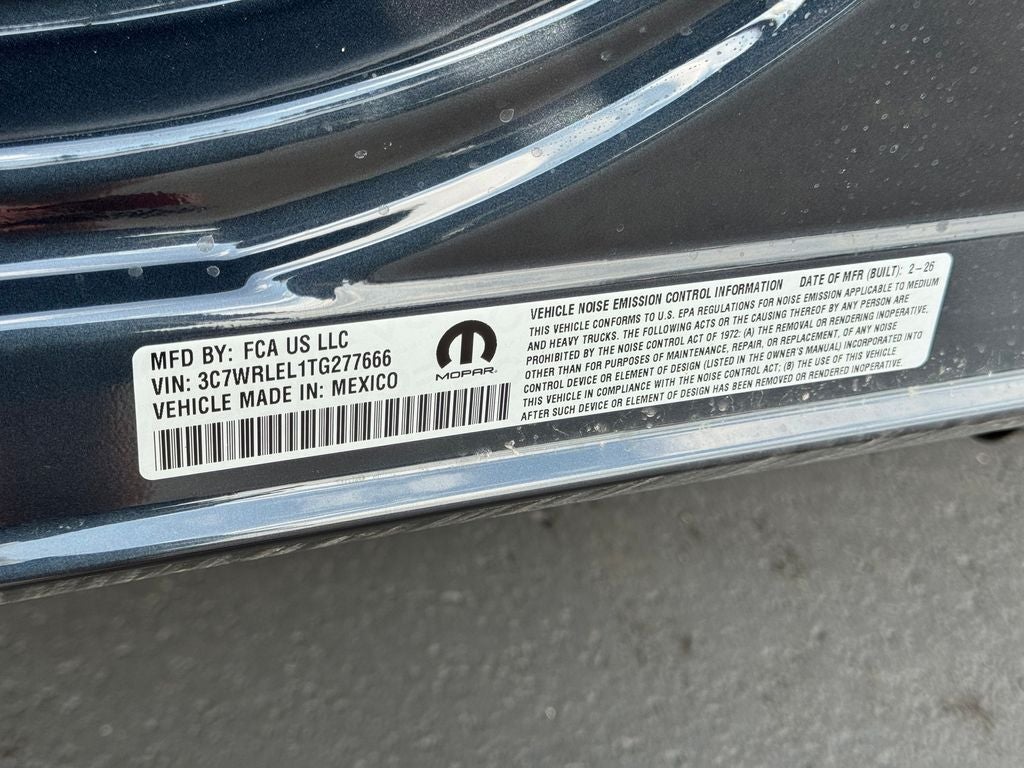 MFD BY: FCA US LLC
VIN: 3C7WRLEL1TG277666
VEHICLE MADE IN: MEXICO
MOPAR
VEHICLE NOISE EMISSION CONTROL INFORMATION DATE OF MFR (BUILT): 2-26
THIS VEHICLE CONFORMS TO U.S. EPA REGULATIONS FOR NOISE EMISSION APPLICABLE TO MEDIUM
AND HEAVY TRUCKS. THE FOLLOWING ACTS OR THE CAUSING THEREOF BY ANY PERSON ARE
PROHIBITED BY THE NOISE CONTROL ACT OF 1972: (A) THE REMOVAL OR RENDERING INOPERATIVE,
OTHER THAN FOR PURPOSES OF MAINTENANCE, REPAIR, OR REPLACEMENT, OF ANY NOISE
CONTROL DEVICE OR ELEMENT OF DESIGN (LISTED IN THE OWNER'S MANUAL) INCORPORATED INTO
THIS VEHICLE IN COMPLIANCE WITH THE NOISE CONTROL ACT; (B) THE USE OF THIS VEHICLE
AFTER SUCH DEVICE OR ELEMENT OF DESIGN HAS BEEN REMOVED OR RENDERED INOPERATIVE.